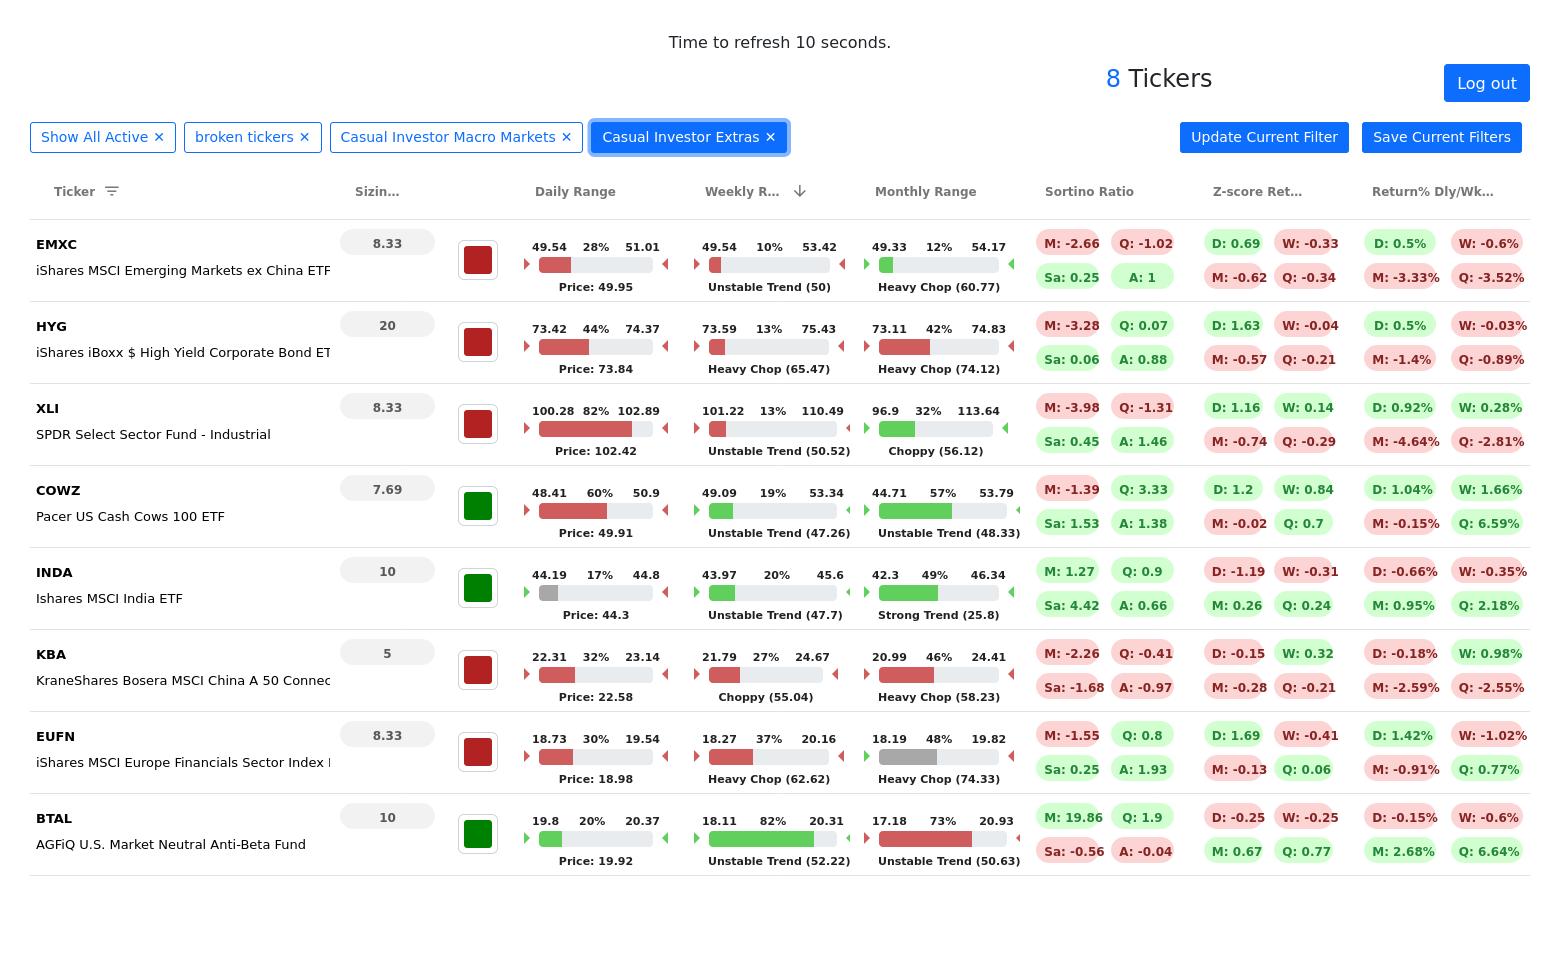 Time to refresh 10 seconds.
8 Tickers
Log out
Show All Active ✕ broken tickers ✕ Casual Investor Macro Markets ✕ Casual Investor Extras ✕ Update Current Filter Save Current Filters
Ticker Sizin... Daily Range Weekly R... Monthly Range Sortino Ratio Z-score Ret... Return% Dly/Wk...
EMXC 8.33 49.54 28% 51.01 49.54 10% 53.42 49.33 12% 54.17 M: -2.66 Q: -1.02 D: 0.69 W: -0.33 D: 0.5% W: -0.6%
iShares MSCI Emerging Markets ex China ETF Sa: 0.25 A: 1 M: -0.62 Q: -0.34 M: -3.33% Q: -3.52%
Price: 49.95 Unstable Trend (50) Heavy Chop (60.77)
HYG 20 73.42 44% 74.37 73.59 13% 75.43 73.11 42% 74.83 M: -3.28 Q: 0.07 D: 1.63 W: -0.04 D: 0.5% W: -0.03%
iShares iBoxx $ High Yield Corporate Bond ET Sa: 0.06 A: 0.88 M: -0.57 Q: -0.21 M: -1.4% Q: -0.89%
Price: 73.84 Heavy Chop (65.47) Heavy Chop (74.12)
XLI 8.33 100.28 82% 102.89 101.22 13% 110.49 96.9 32% 113.64 M: -3.98 Q: -1.31 D: 1.16 W: 0.14 D: 0.92% W: 0.28%
SPDR Select Sector Fund - Industrial Sa: 0.45 A: 1.46 M: -0.74 Q: -0.29 M: -4.64% Q: -2.81%
Price: 102.42 Unstable Trend (50.52) Choppy (56.12)
COWZ 7.69 48.41 60% 50.9 49.09 19% 53.34 44.71 57% 53.79 M: -1.39 Q: 3.33 D: 1.2 W: 0.84 D: 1.04% W: 1.66%
Pacer US Cash Cows 100 ETF Sa: 1.53 A: 1.38 M: -0.02 Q: 0.7 M: -0.15% Q: 6.59%
Price: 49.91 Unstable Trend (47.26) Unstable Trend (48.33)
INDA 10 44.19 17% 44.8 43.97 20% 45.6 42.3 49% 46.34 M: 1.27 Q: 0.9 D: -1.19 W: -0.31 D: -0.66% W: -0.35%
Ishares MSCI India ETF Sa: 4.42 A: 0.66 M: 0.26 Q: 0.24 M: 0.95% Q: 2.18%
Price: 44.3 Unstable Trend (47.7) Strong Trend (25.8)
KBA 5 22.31 32% 23.14 21.79 27% 24.67 20.99 46% 24.41 M: -2.26 Q: -0.41 D: -0.15 W: 0.32 D: -0.18% W: 0.98%
KraneShares Bosera MSCI China A 50 Connec Sa: -1.68 A: -0.97 M: -0.28 Q: -0.21 M: -2.59% Q: -2.55%
Price: 22.58 Choppy (55.04) Heavy Chop (58.23)
EUFN 8.33 18.73 30% 19.54 18.27 37% 20.16 18.19 48% 19.82 M: -1.55 Q: 0.8 D: 1.69 W: -0.41 D: 1.42% W: -1.02%
iShares MSCI Europe Financials Sector Index Sa: 0.25 A: 1.93 M: -0.13 Q: 0.06 M: -0.91% Q: 0.77%
Price: 18.98 Heavy Chop (62.62) Heavy Chop (74.33)
BTAL 10 19.8 20% 20.37 18.11 82% 20.31 17.18 73% 20.93 M: 19.86 Q: 1.9 D: -0.25 W: -0.25 D: -0.15% W: -0.6%
AGFiQ U.S. Market Neutral Anti-Beta Fund Sa: -0.56 A: -0.04 M: 0.67 Q: 0.77 M: 2.68% Q: 6.64%
Price: 19.92 Unstable Trend (52.22) Unstable Trend (50.63)